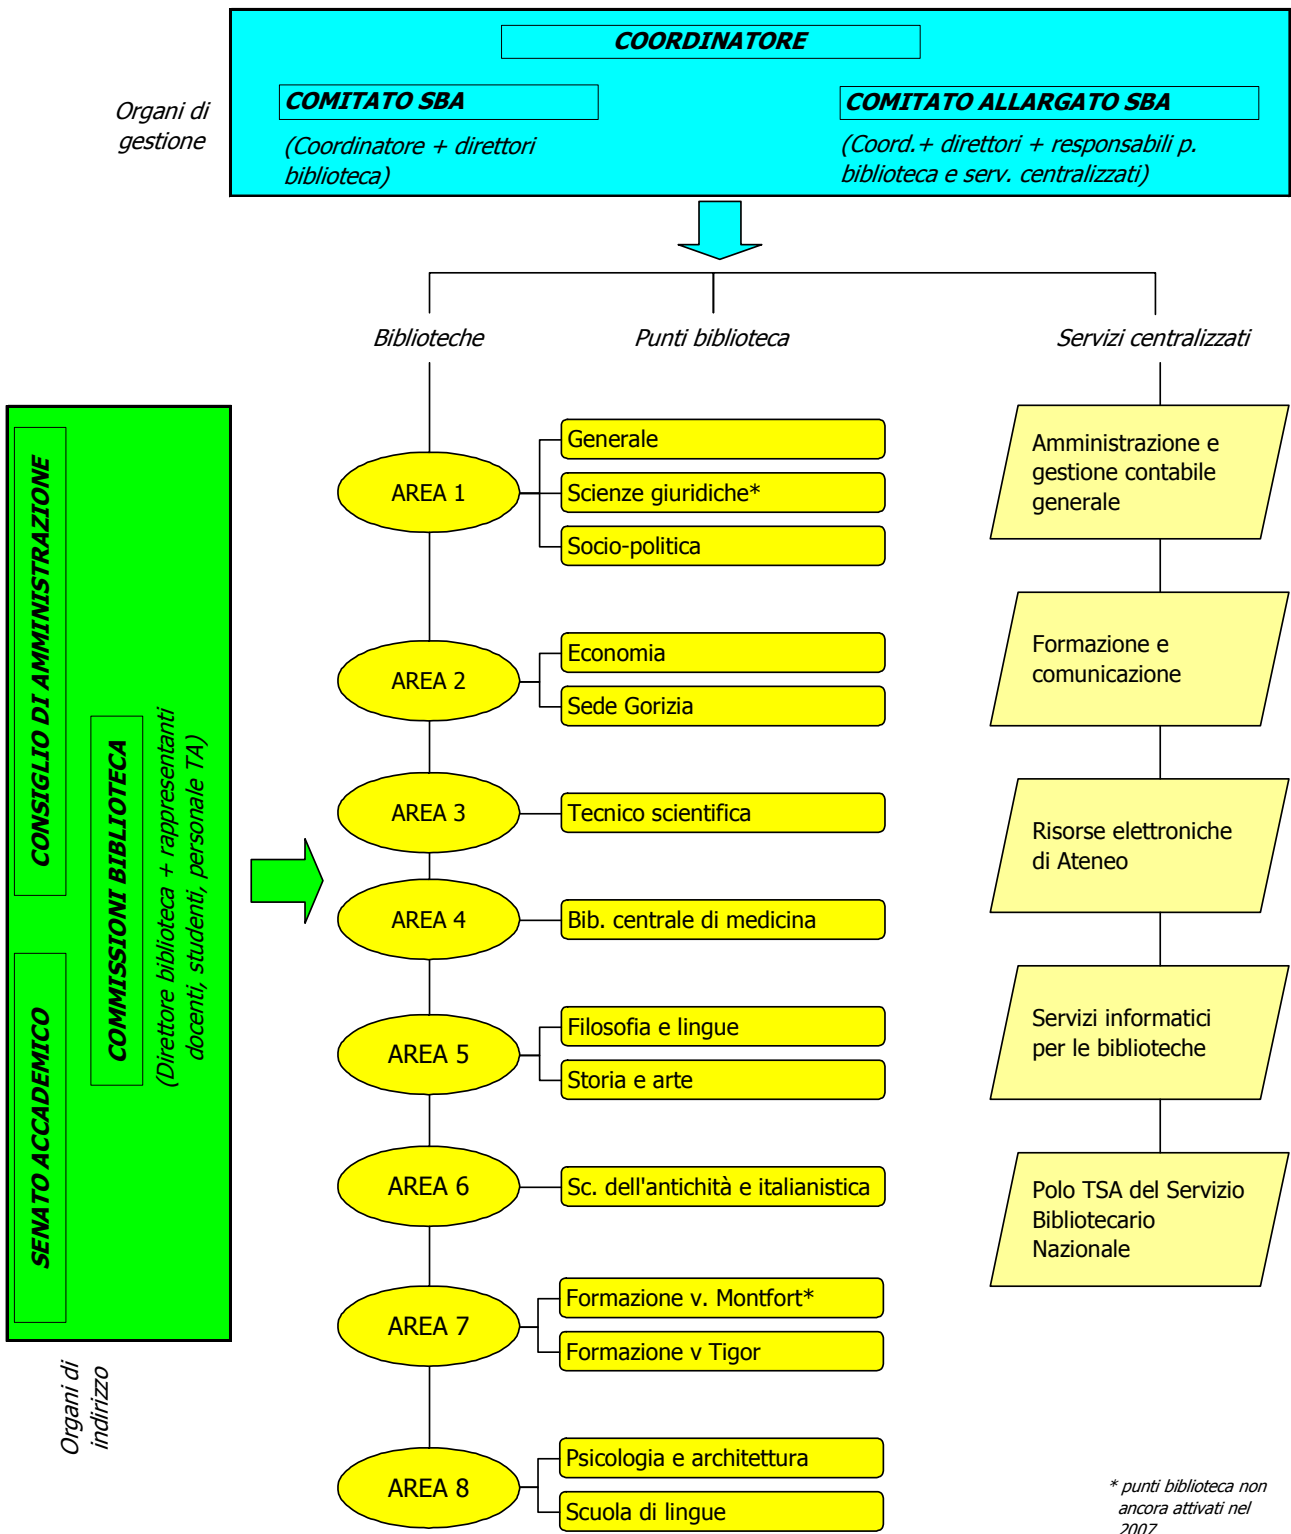 COORDINATORE
Organi di
gestione
COMITATO SBA
(Coordinatore + direttori
biblioteca)
COMITATO ALLARGATO SBA
(Coord.+ direttori + responsabili p.
biblioteca e serv. centralizzati)
Biblioteche
Punti biblioteca
Servizi centralizzati
CONSIGLIO DI AMMINISTRAZIONE
SENATO ACCADEMICO
COMMISSIONI BIBLIOTECA
(Direttore biblioteca + rappresentanti
docenti, studenti, personale TA)
Organi di
indirizzo
AREA 1
Generale
Scienze giuridiche*
Socio-politica
AREA 2
Economia
Sede Gorizia
AREA 3
Tecnico scientifica
AREA 4
Bib. centrale di medicina
AREA 5
Filosofia e lingue
Storia e arte
AREA 6
Sc. dell'antichità e italianistica
AREA 7
Formazione v. Montfort*
Formazione v Tigor
AREA 8
Psicologia e architettura
Scuola di lingue
Amministrazione e
gestione contabile
generale
Formazione e
comunicazione
Risorse elettroniche
di Ateneo
Servizi informatici
per le biblioteche
Polo TSA del Servizio
Bibliotecario
Nazionale
* punti biblioteca non
ancora attivati nel
2007